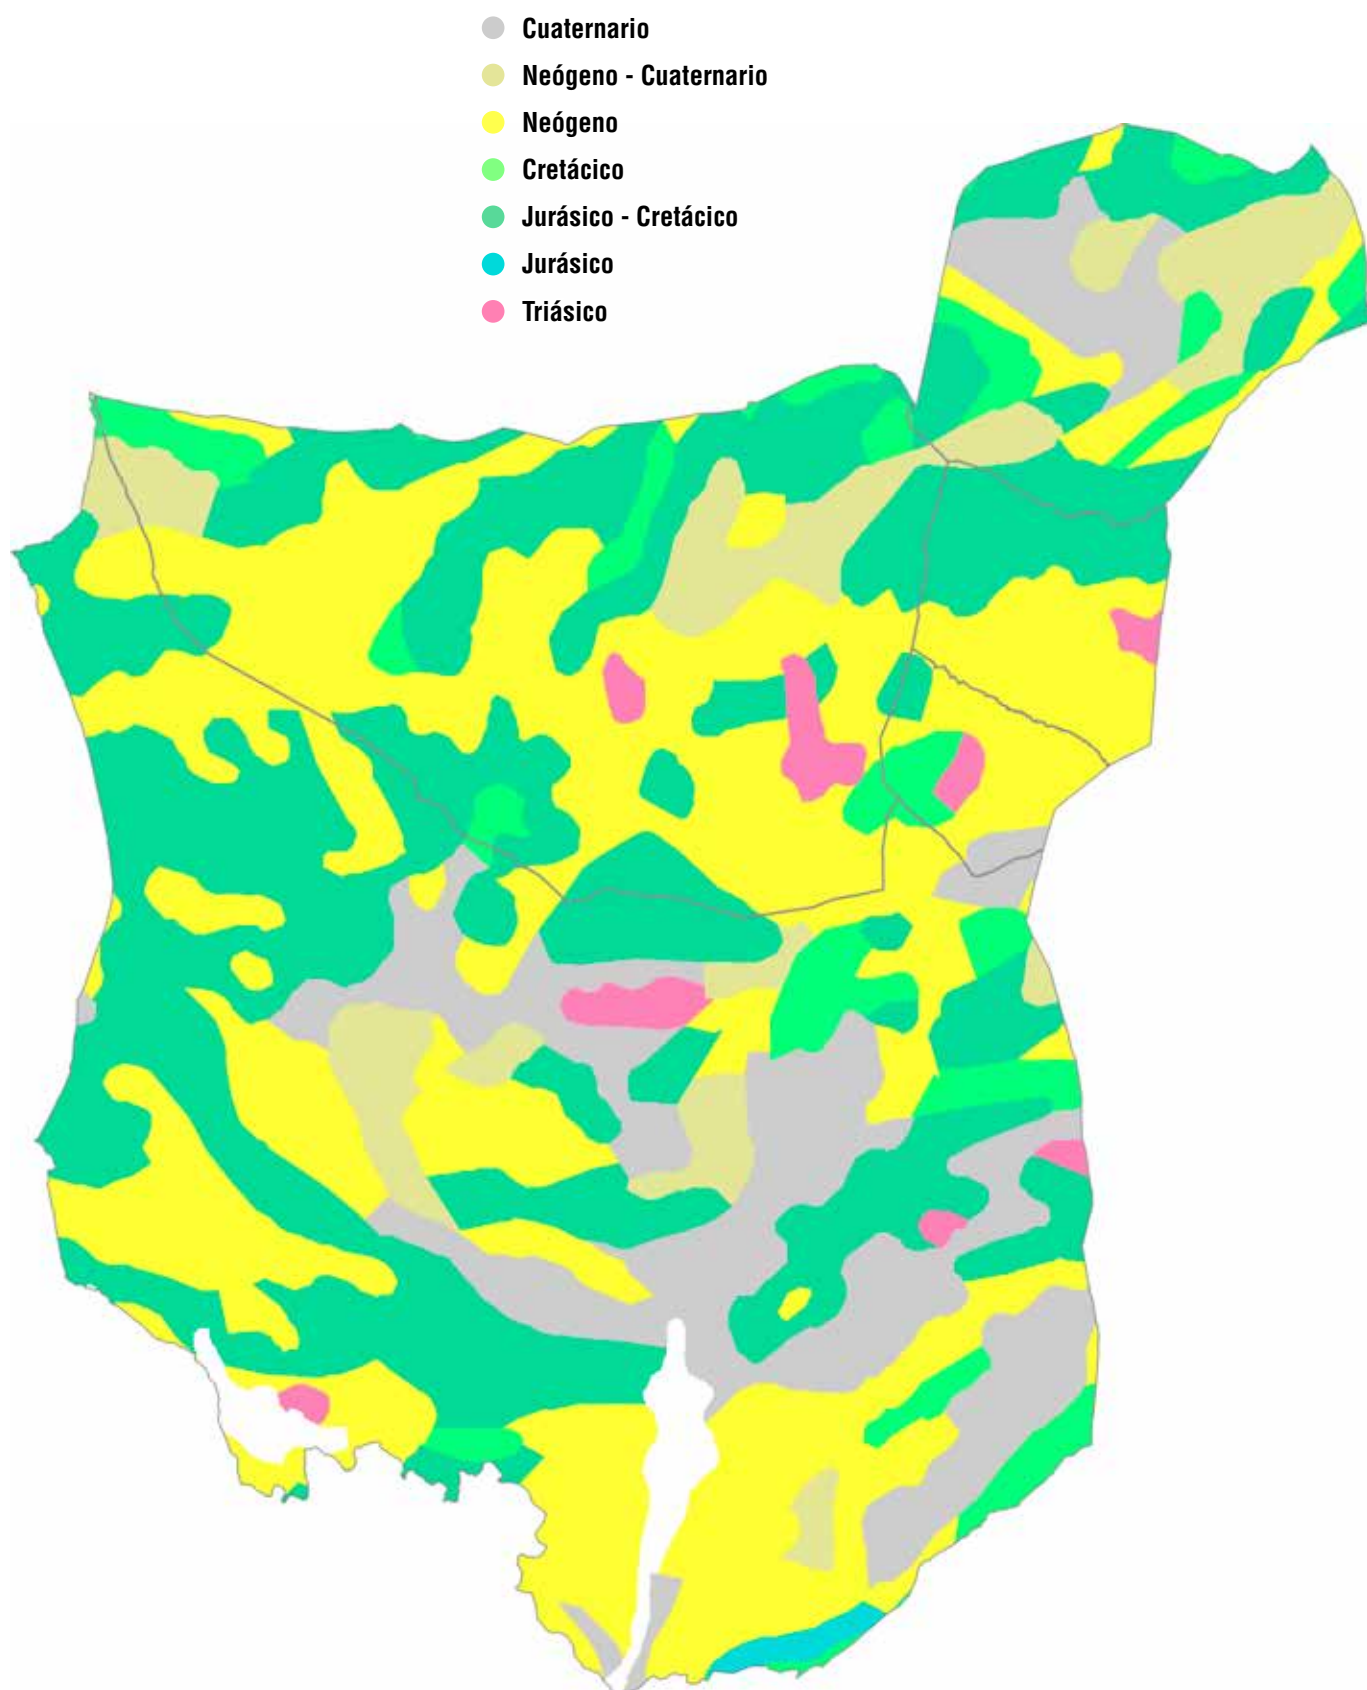 Cuaternario
Neógeno - Cuaternario
Neógeno
Cretácico
Jurásico - Cretácico
Jurásico
Triásico